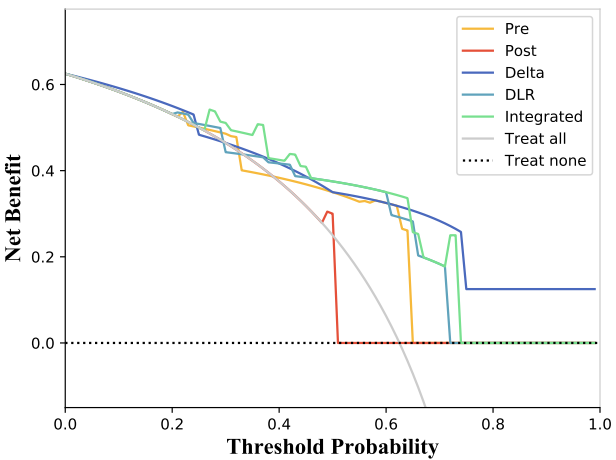 Pre
Post
Delta
DLR
Integrated
Treat all
Treat none
Net Benefit
0.6
0.4
0.2
0.0
0.0 0.2 0.4 0.6 0.8 1.0
Threshold Probability